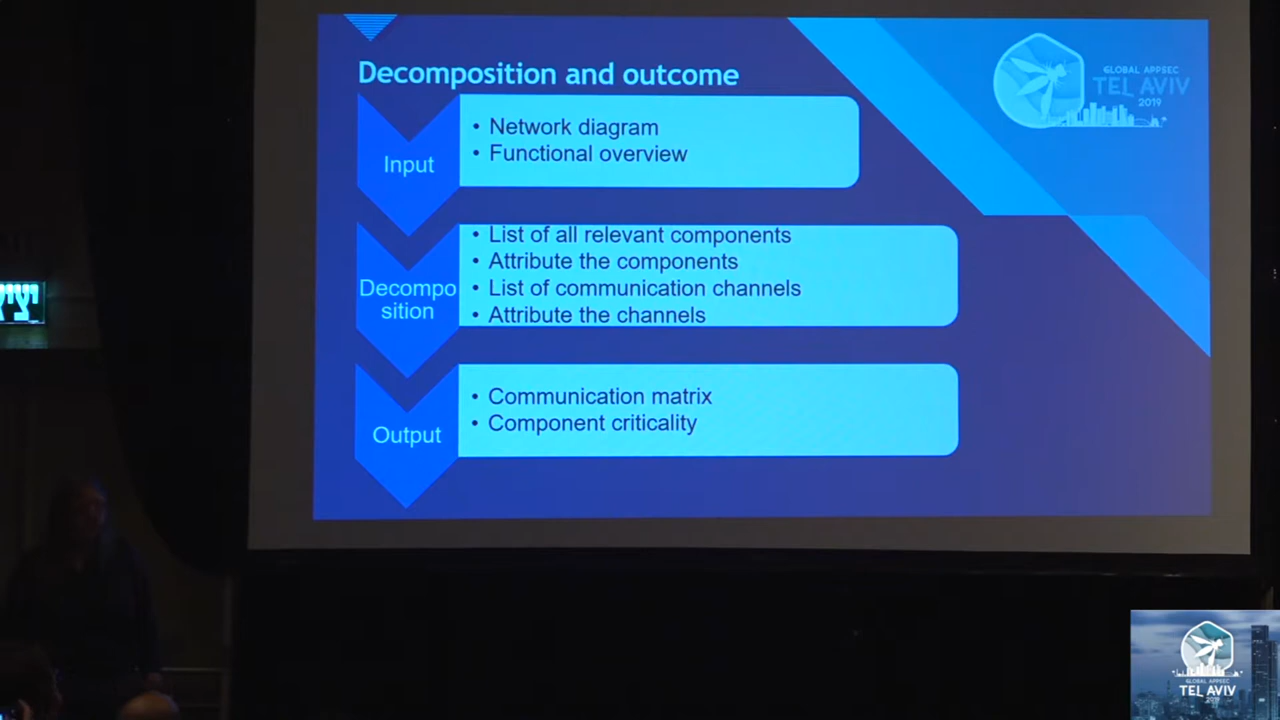 Decomposition and outcome
GLOBAL APPSEC
TEL AVIV
2019
Input
• Network diagram
• Functional overview
Decompo
sition
• List of all relevant components
• Attribute the components
• List of communication channels
• Attribute the channels
Output
• Communication matrix
• Component criticality
GLOBAL APPSEC
TEL AVIV
2019